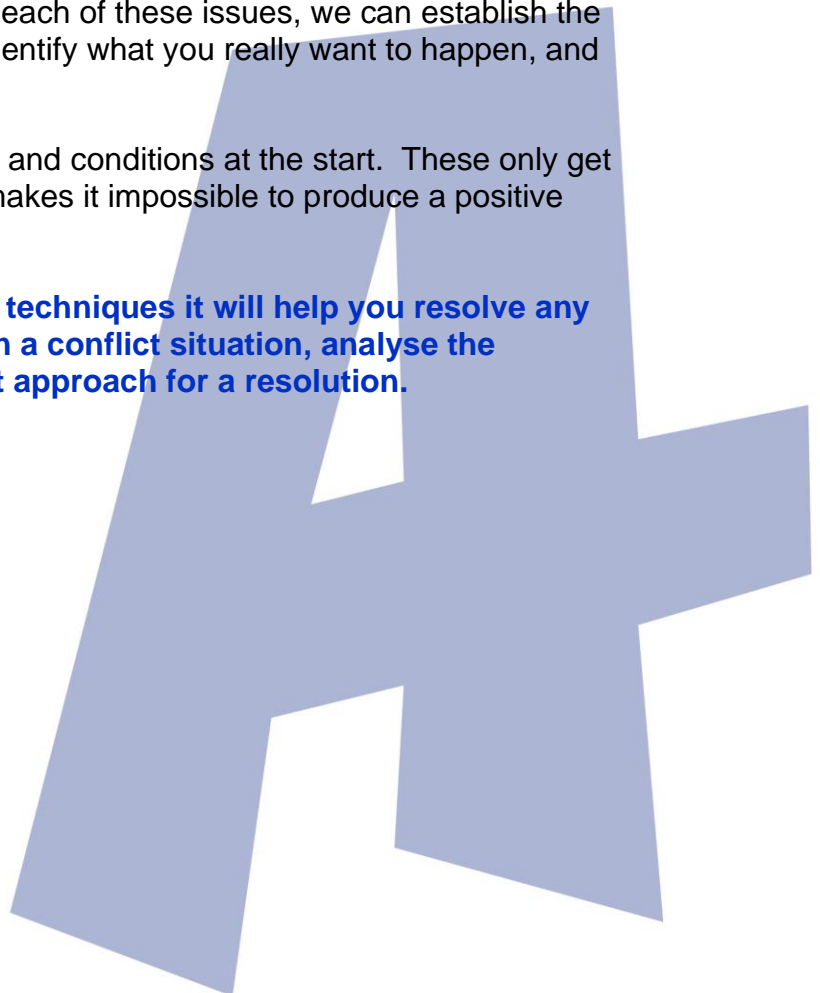 each of these issues, we can establish the
entify what you really want to happen, and
and conditions at the start. These only get
makes it impossible to produce a positive
techniques it will help you resolve any
a conflict situation, analyse the
approach for a resolution.
A+